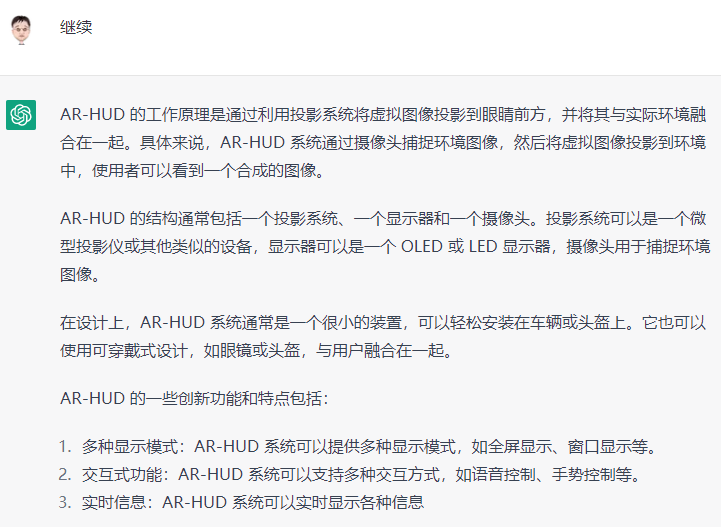 继续
AR-HUD 的工作原理是通过利用投影系统将虚拟图像投影到眼睛前方，并将其与实际环境融
合在一起。具体来说，AR-HUD 系统通过摄像头捕捉环境图像，然后将虚拟图像投影到环境
中，使用者可以看到一个合成的图像。
AR-HUD 的结构通常包括一个投影系统、一个显示器和一个摄像头。投影系统可以是一个微
型投影仪或其他类似的设备，显示器可以是一个 OLED 或 LED 显示器，摄像头用于捕捉环境
图像。
在设计上，AR-HUD 系统通常是一个很小的装置，可以轻松安装在车辆或头盔上。它也可以
使用可穿戴式设计，如眼镜或头盔，与用户融合在一起。
AR-HUD 的一些创新功能和特点包括：
1. 多种显示模式：AR-HUD 系统可以提供多种显示模式，如全屏显示、窗口显示等。
2. 交互式功能：AR-HUD 系统可以支持多种交互方式，如语音控制、手势控制等。
3. 实时信息：AR-HUD 系统可以实时显示各种信息